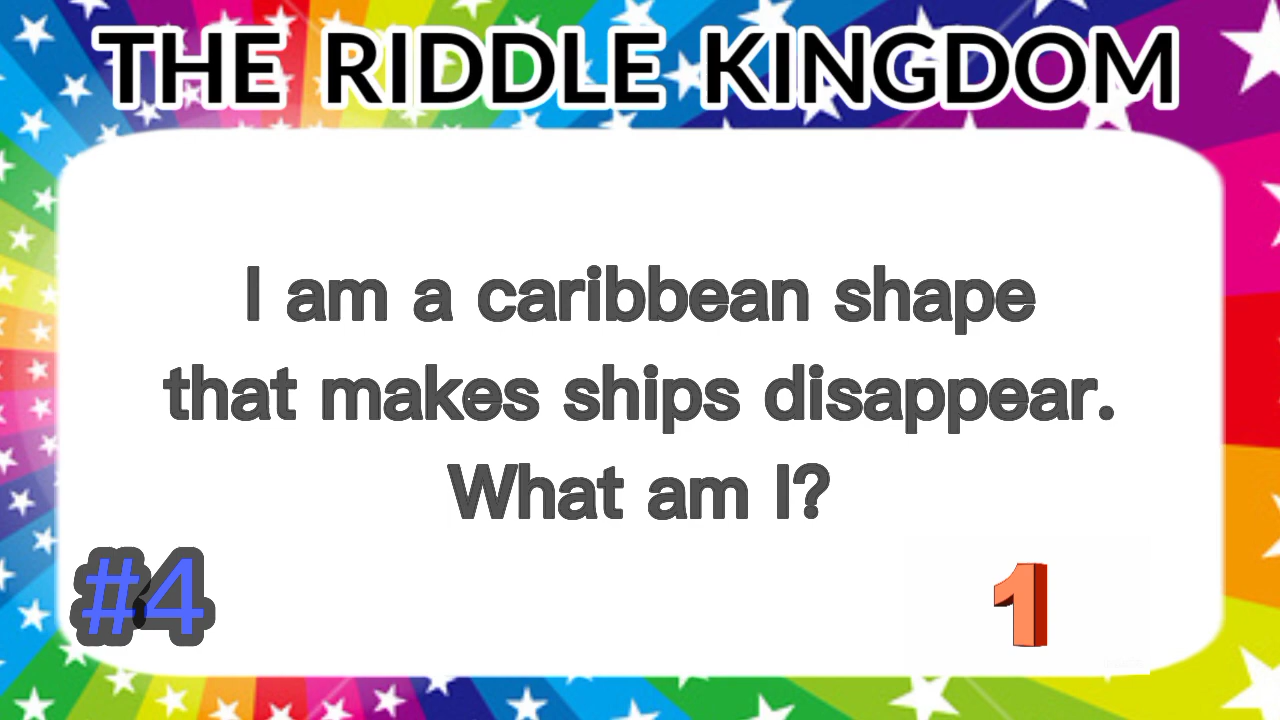 THE RIDDLE KINGDOM
I am a caribbean shape
that makes ships disappear.
What am I?
#4
1